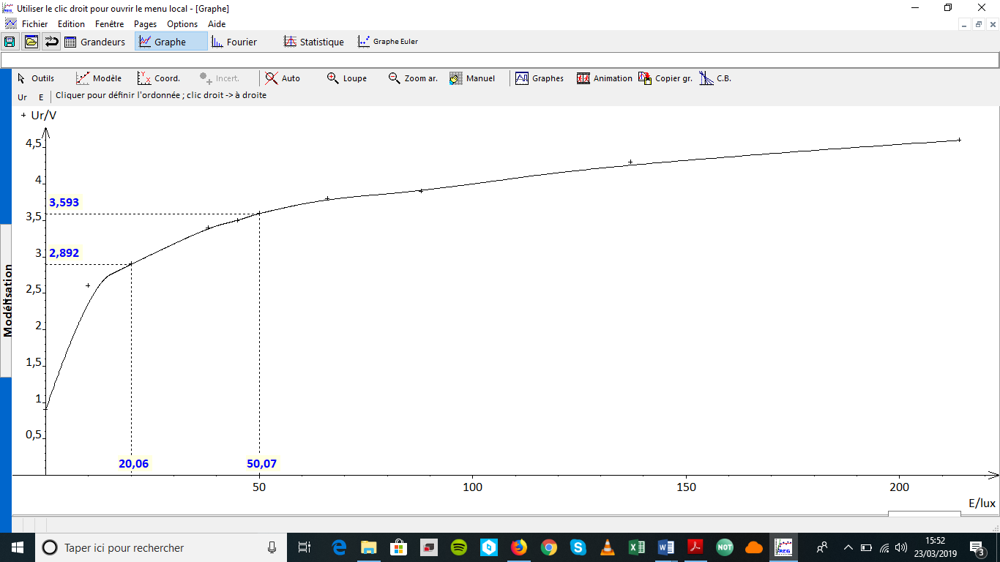 Utiliser le clic droit pour ouvrir le menu local - [Graphe]
Fichier Edition Fenêtre Pages Options Aide
Grandeurs Graphe Fourier Statistique Graphe Euler
Outils Modèle Coord. Incert. Auto Loupe Zoom ar. Manuel Graphes Animation Copier gr. C.B.
Ur E Cliquer pour définir l'ordonnée ; clic droit -> à droite
Ur/V
4,5
4
3,593
3,5
3
2,892
2,5
2
1,5
1
0,5
Modélisation
20,06 50,07
50 100 150 200
E/lux
Taper ici pour rechercher
NOT
REG
15:52
23/03/2019
3